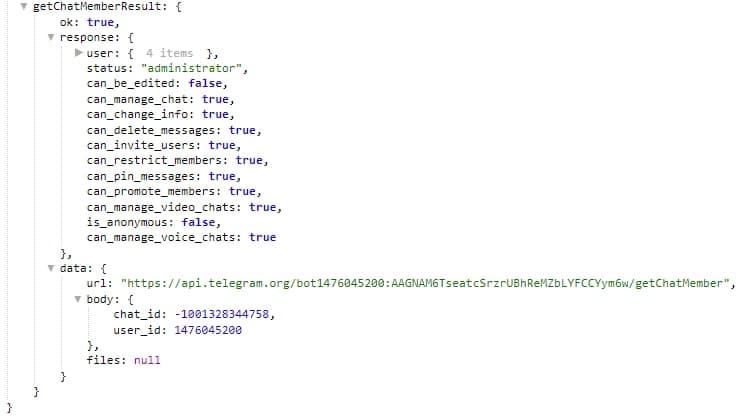 getChatMemberResult: {
ok: true,
response: {
user: { 4 items },
status: "administrator",
can_be_edited: false,
can_manage_chat: true,
can_change_info: true,
can_delete_messages: true,
can_invite_users: true,
can_restrict_members: true,
can_pin_messages: true,
can_promote_members: true,
can_manage_video_chats: true,
is_anonymous: false,
can_manage_voice_chats: true
},
data: {
url: "https://api.telegram.org/bot1476045200:AAGNAM6TseatcSrzrUBhReMZbLYFCCYym6w/getChatMember",
body: {
chat_id: -1001328344758,
user_id: 1476045200
},
files: null
}
}
}